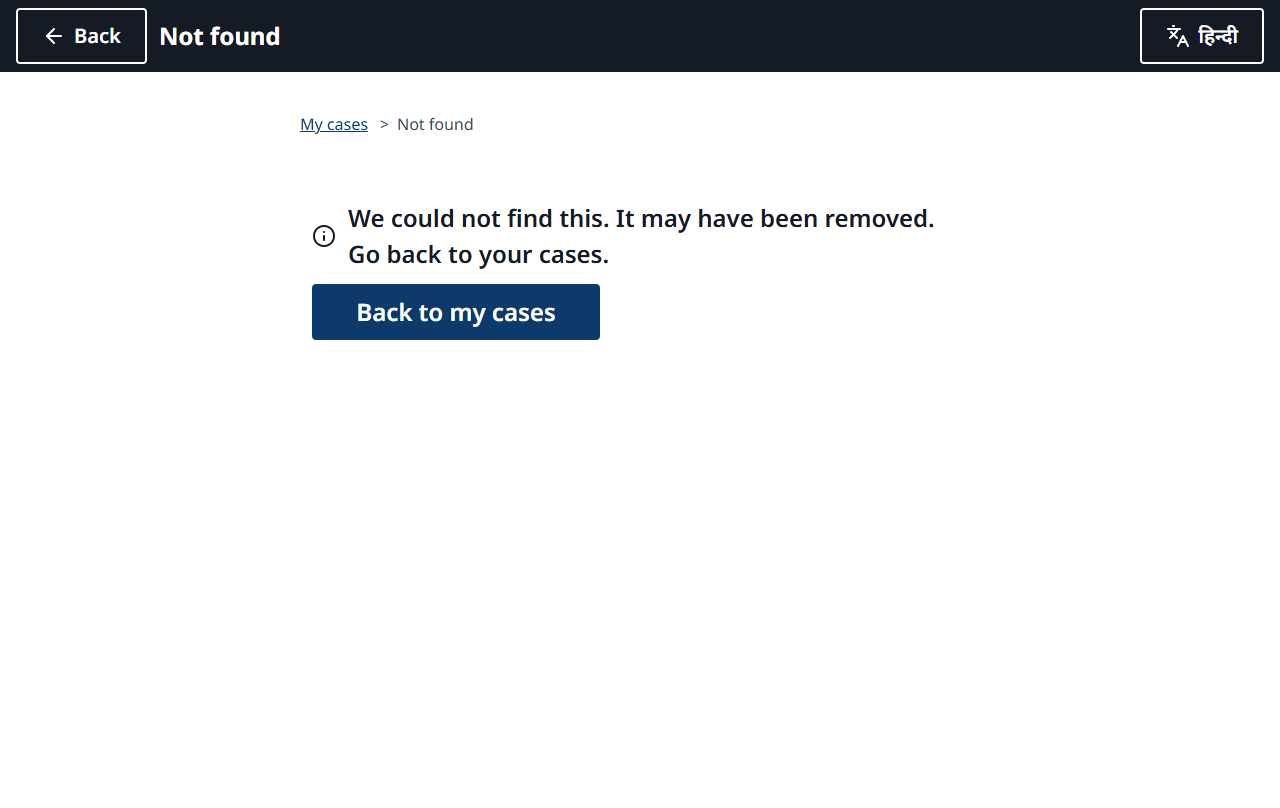 Back
Not found
हिन्दी
My cases > Not found
We could not find this. It may have been removed.
Go back to your cases.
Back to my cases